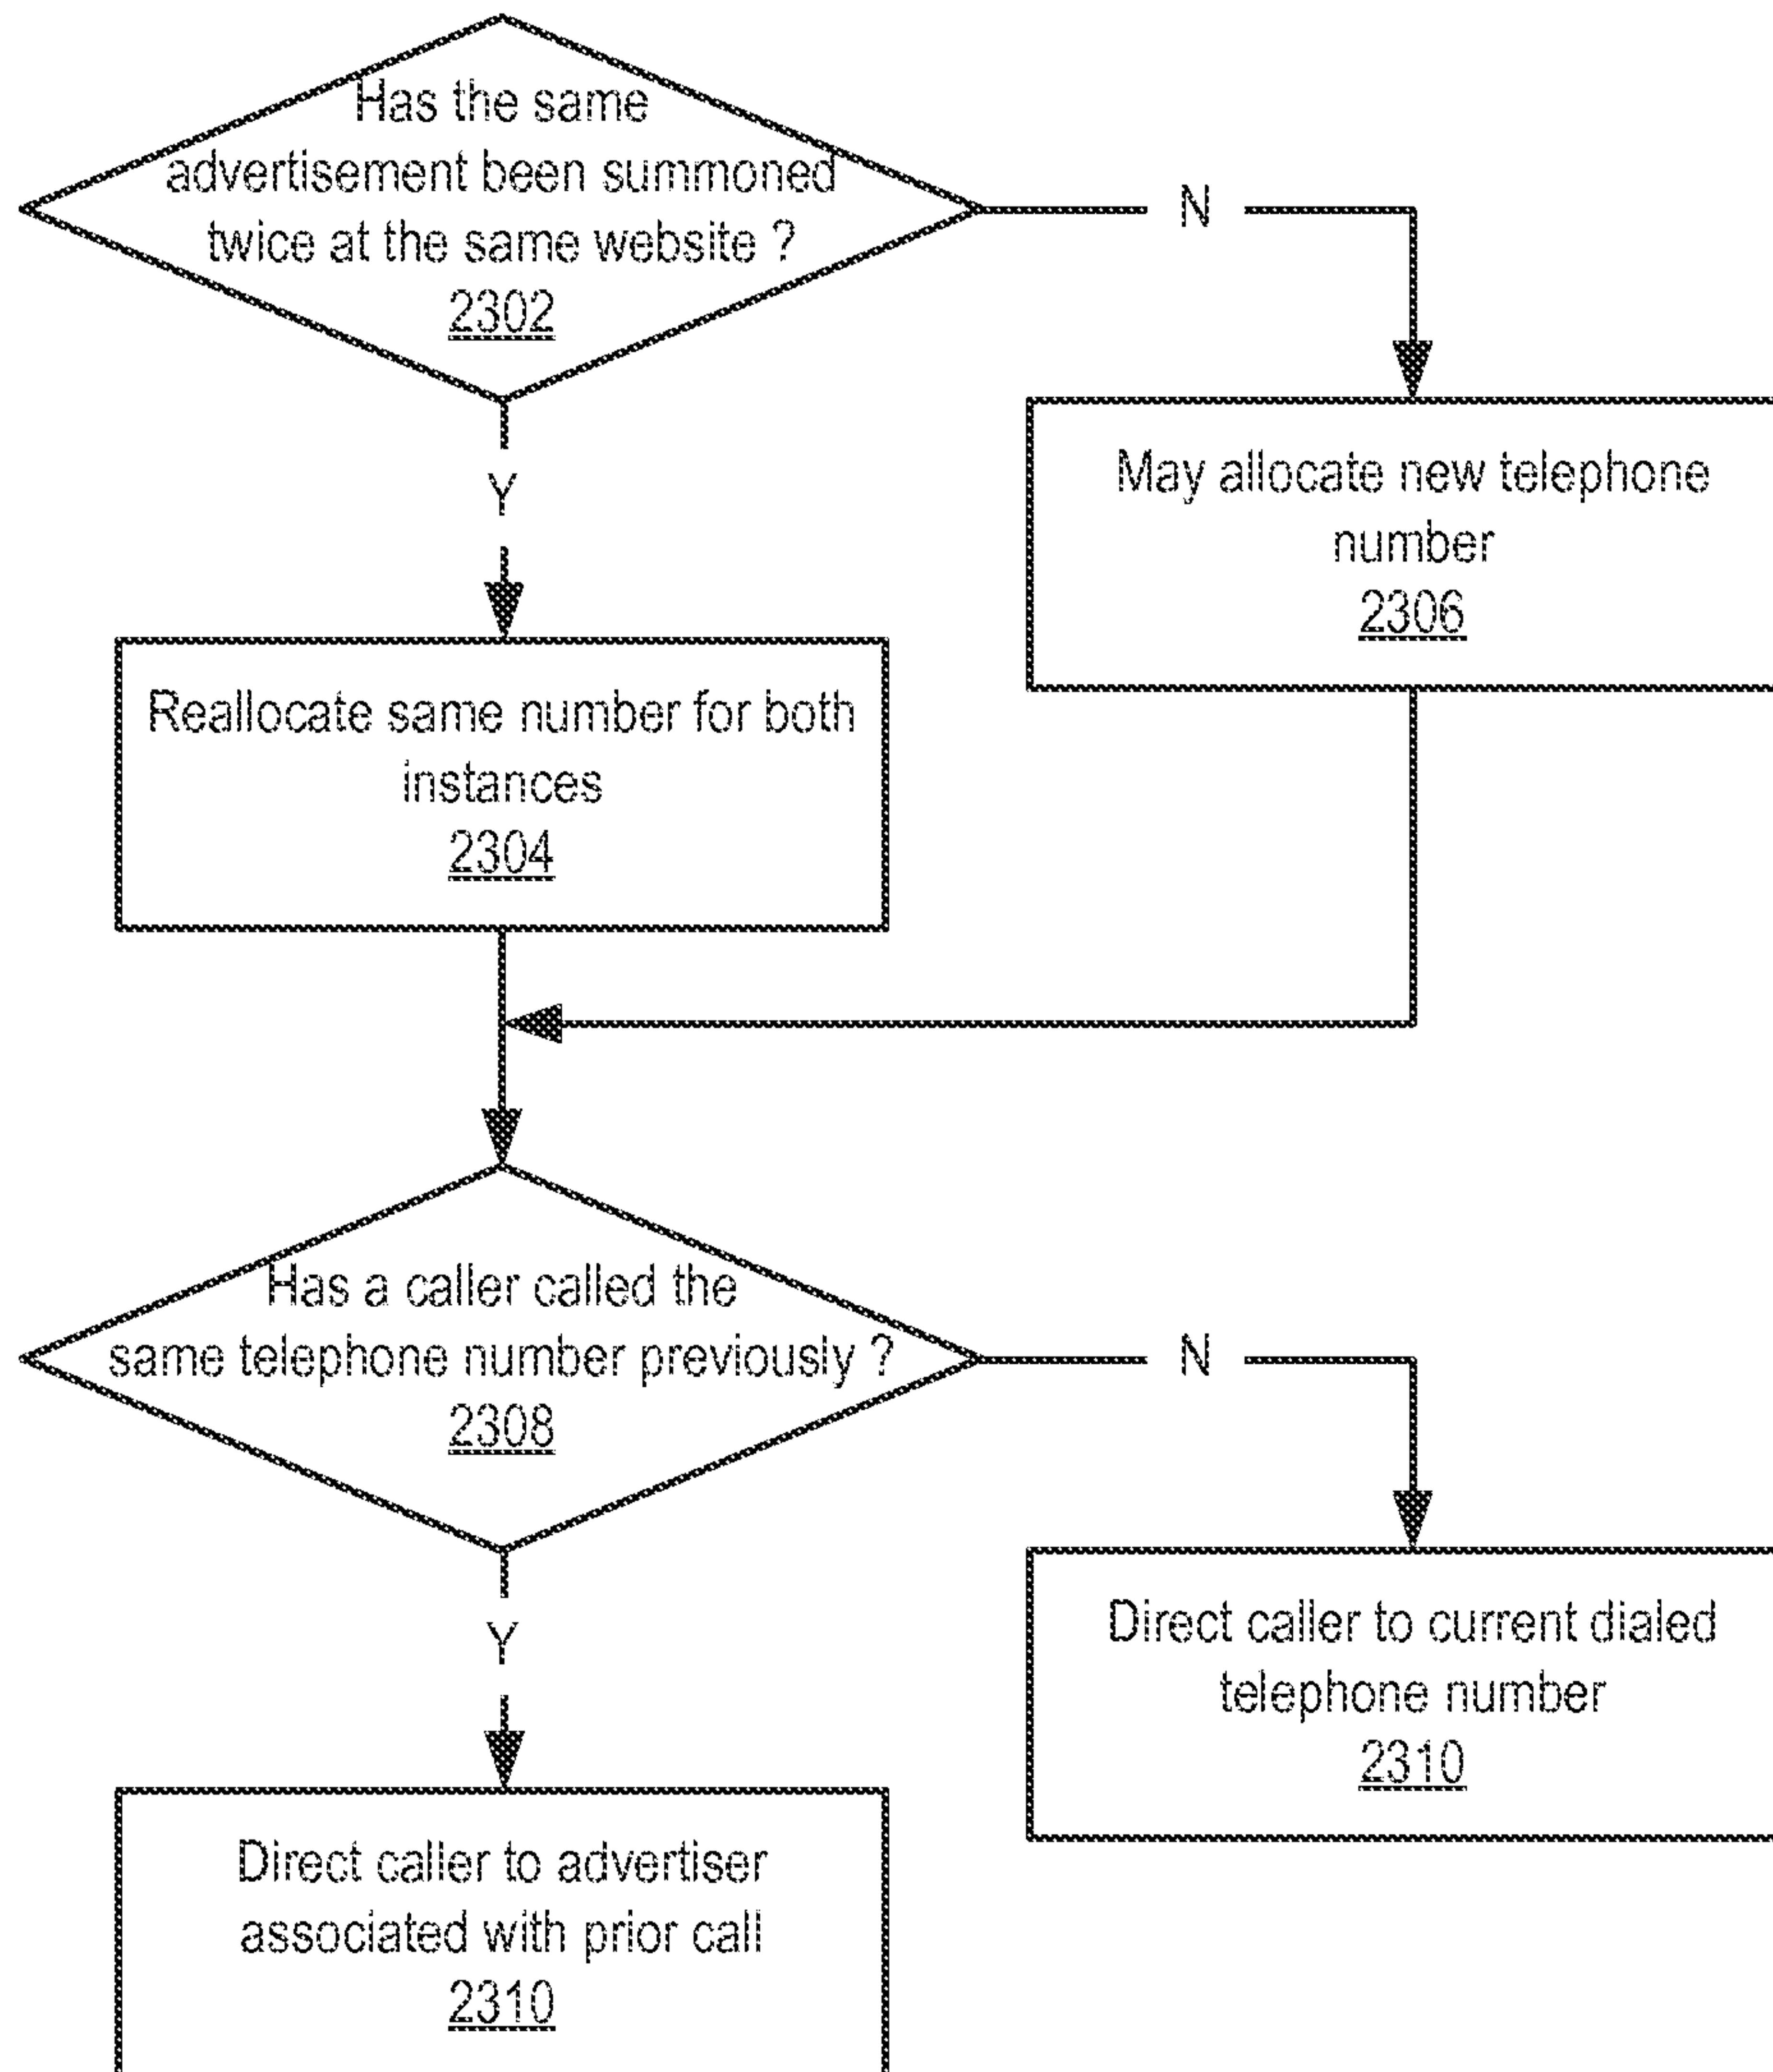 Has the same
advertisement been summoned
twice at the same website ?
2302
N
Y
May allocate new telephone
number
2306
Reallocate same number for both
instances
2304
Has a caller called the
same telephone number previously ?
2308
N
Y
Direct caller to current dialed
telephone number
2310
Direct caller to advertiser
associated with prior call
2310